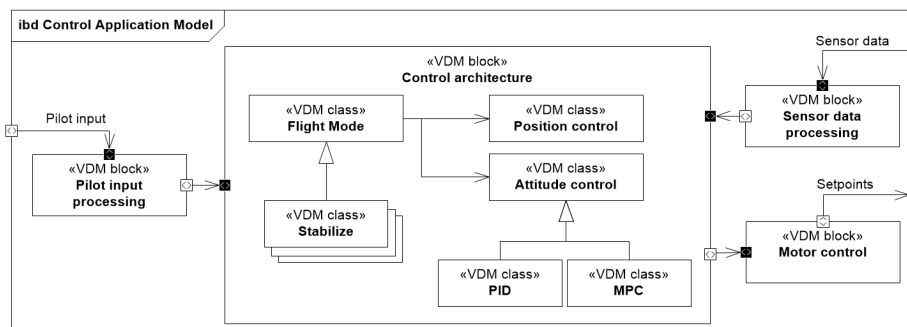 ibd Control Application Model
Sensor data
«VDM block»
Control architecture
«VDM class»
Flight Mode
«VDM class»
Position control
«VDM block»
Sensor data
processing
Pilot input
«VDM block»
Pilot input
processing
«VDM class»
Attitude control
Setpoints
«VDM class»
Stabilize
«VDM block»
Motor control
«VDM class»
PID
«VDM class»
MPC